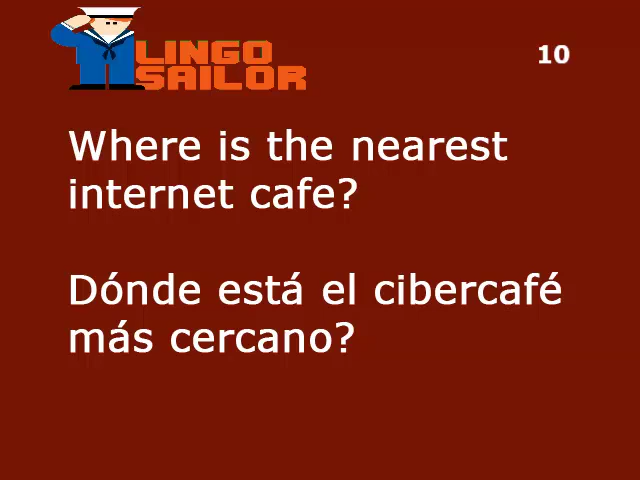 LINGO
SAILOR
10
Where is the nearest
internet cafe?
Dónde está el cibercafé
más cercano?